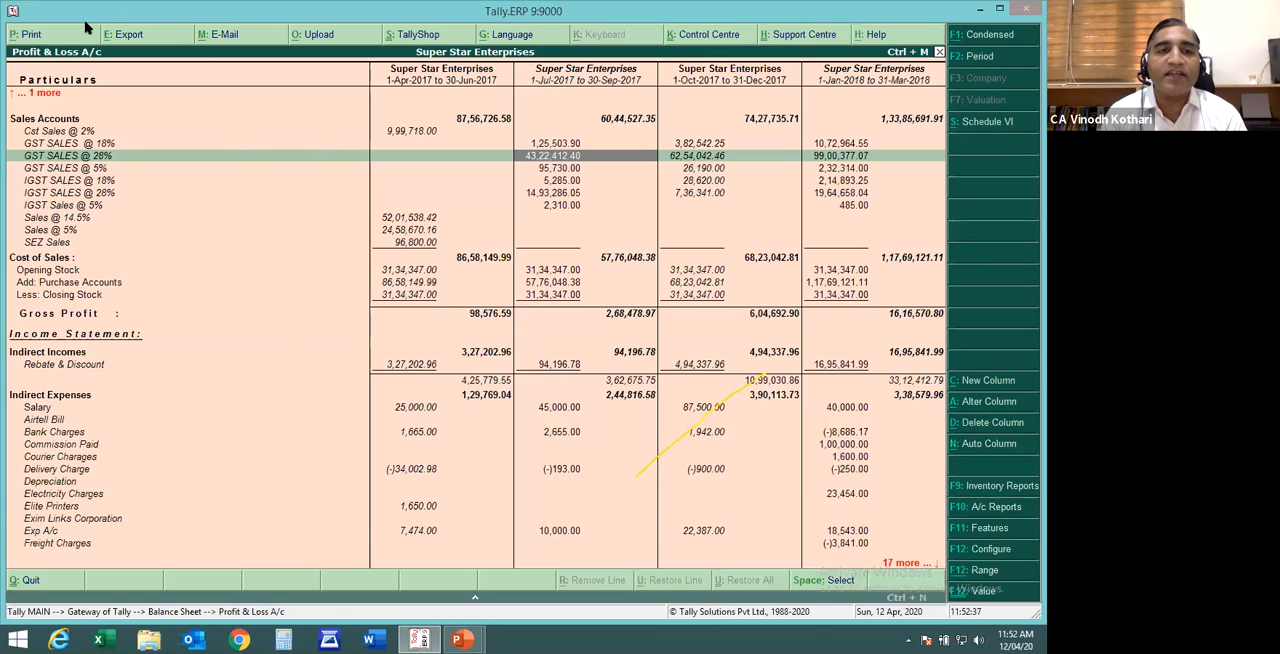 Tally.ERP 9:9000
P: Print E: Export M: E-Mail O: Upload S: TallyShop G: Language K: Keyboard K: Control Centre H: Support Centre H: Help F1: Condensed
Profit & Loss A/c Super Star Enterprises Ctrl + M F2: Period
Particulars Super Star Enterprises Super Star Enterprises Super Star Enterprises Super Star Enterprises
1-Apr-2017 to 30-Jun-2017 1-Jul-2017 to 30-Sep-2017 1-Oct-2017 to 31-Dec-2017 1-Jan-2018 to 31-Mar-2018 F3: Company
↑ ... 1 more F7: Valuation
Sales Accounts 87,56,726.58 60,44,527.35 74,27,735.71 1,33,85,691.91 S: Schedule VI CA Vinodh Kothari
Cst Sales @ 2% 9,99,718.00
GST SALES @ 18% 1,25,503.90 3,82,542.25 10,72,964.55
GST SALES @ 28% 43,22,412.40 62,54,042.46 99,00,377.07
GST SALES @ 5% 95,730.00 26,190.00 2,32,314.00
IGST SALES @ 18% 5,285.00 28,620.00 2,14,893.25
IGST SALES @ 28% 14,93,286.05 7,36,341.00 19,64,658.04
IGST Sales @ 5% 2,310.00 485.00
Sales @ 14.5% 52,01,538.42
Sales @ 5% 24,58,670.16
SEZ Sales 96,800.00
Cost of Sales : 86,58,149.99 57,76,048.38 68,23,042.81 1,17,69,121.11
Opening Stock 31,34,347.00 31,34,347.00 31,34,347.00 31,34,347.00
Add: Purchase Accounts 86,58,149.99 57,76,048.38 68,23,042.81 1,17,69,121.11
Less: Closing Stock 31,34,347.00 31,34,347.00 31,34,347.00 31,34,347.00
Gross Profit : 98,576.59 2,68,478.97 6,04,692.90 16,16,570.80
Income Statement:
Indirect Incomes 3,27,202.96 94,196.78 4,94,337.96 16,95,841.99
Rebate & Discount 3,27,202.96 94,196.78 4,94,337.96 16,95,841.99
4,25,779.55 3,62,675.75 10,99,030.86 33,12,412.79 C: New Column
Indirect Expenses 1,29,769.04 2,44,816.58 3,90,113.73 3,38,579.96
Salary 25,000.00 45,000.00 87,500.00 40,000.00 A: Alter Column
Airtell Bill D: Delete Column
Bank Charges 1,665.00 2,655.00 1,942.00 (-)8,686.17
Commission Paid 1,00,000.00 N: Auto Column
Courier Charages 1,600.00
Delivery Charge (-)34,002.98 (-)193.00 (-)900.00 (-)250.00
Depreciation F9: Inventory Reports
Electricity Charges 23,454.00
Elite Printers 1,650.00 F10: A/c Reports
Exim Links Corporation F11: Features
Exp A/c 7,474.00 10,000.00 22,387.00 18,543.00
Freight Charges (-)3,841.00 F12: Configure
17 more ... ↓ F12: Range
Activate Windows
Q: Quit R: Remove Line U: Restore Line U: Restore All Space: Select F12: Value
Ctrl + N
Tally MAIN --> Gateway of Tally --> Balance Sheet --> Profit & Loss A/c © Tally Solutions Pvt Ltd., 1988-2020 Sun, 12 Apr, 2020 11:52:37
11:52 AM
12/04/20